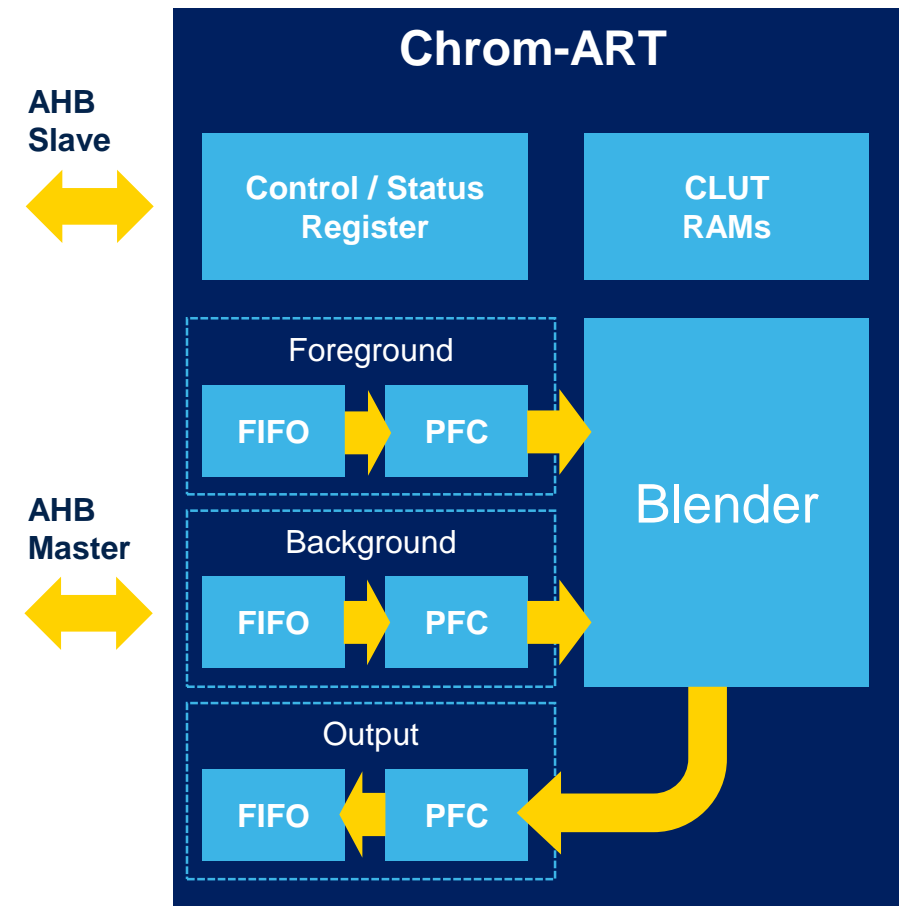 Chrom-ART
AHB
Slave
Control / Status
Register
CLUT
RAMs
Foreground
FIFO
PFC
Blender
AHB
Master
Background
FIFO
PFC
Output
FIFO
PFC